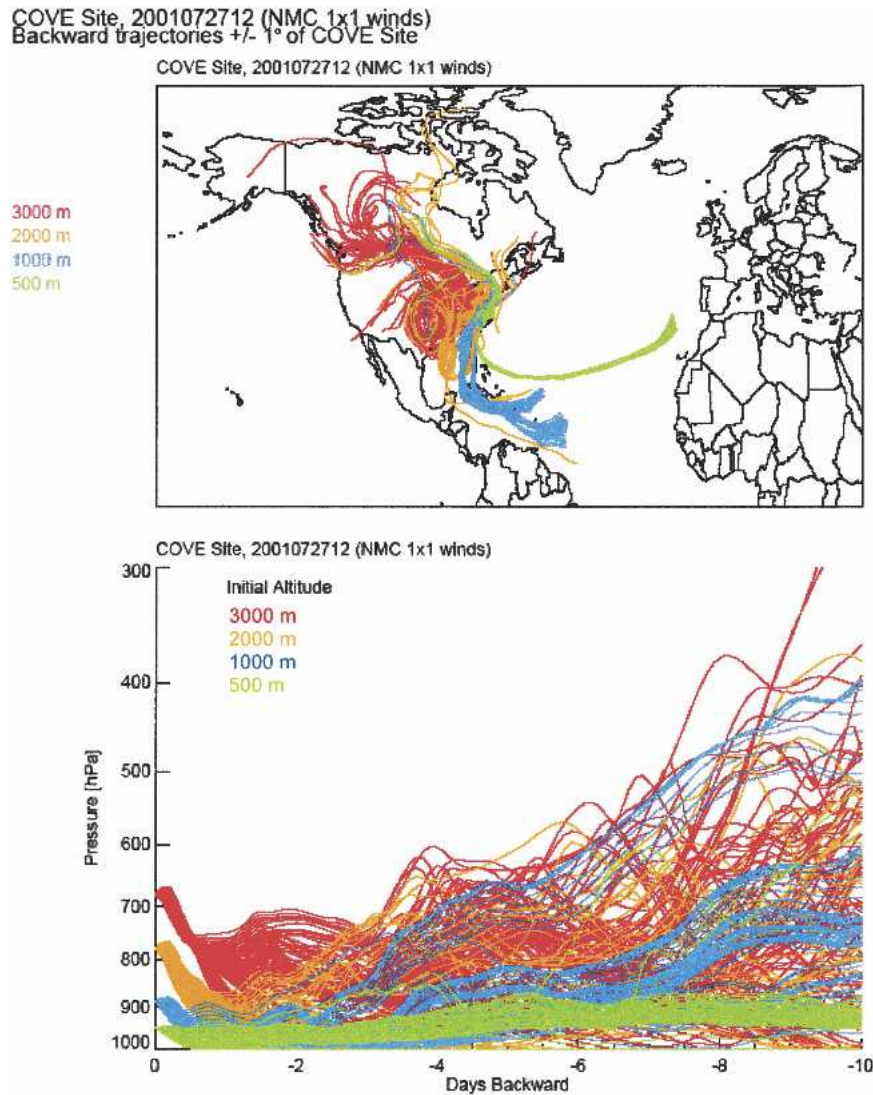 COVE Site, 2001072712 (NMC 1x1 winds)
Backward trajectories +/- 1° of COVE Site
COVE Site, 2001072712 (NMC 1x1 winds)
3000 m
2000 m
1000 m
500 m
COVE Site, 2001072712 (NMC 1x1 winds)
Initial Altitude
3000 m
2000 m
1000 m
500 m
300
400
500
600
700
800
900
1000
Pressure [hPa]
0 -2 -4 -6 -8 -10
Days Backward